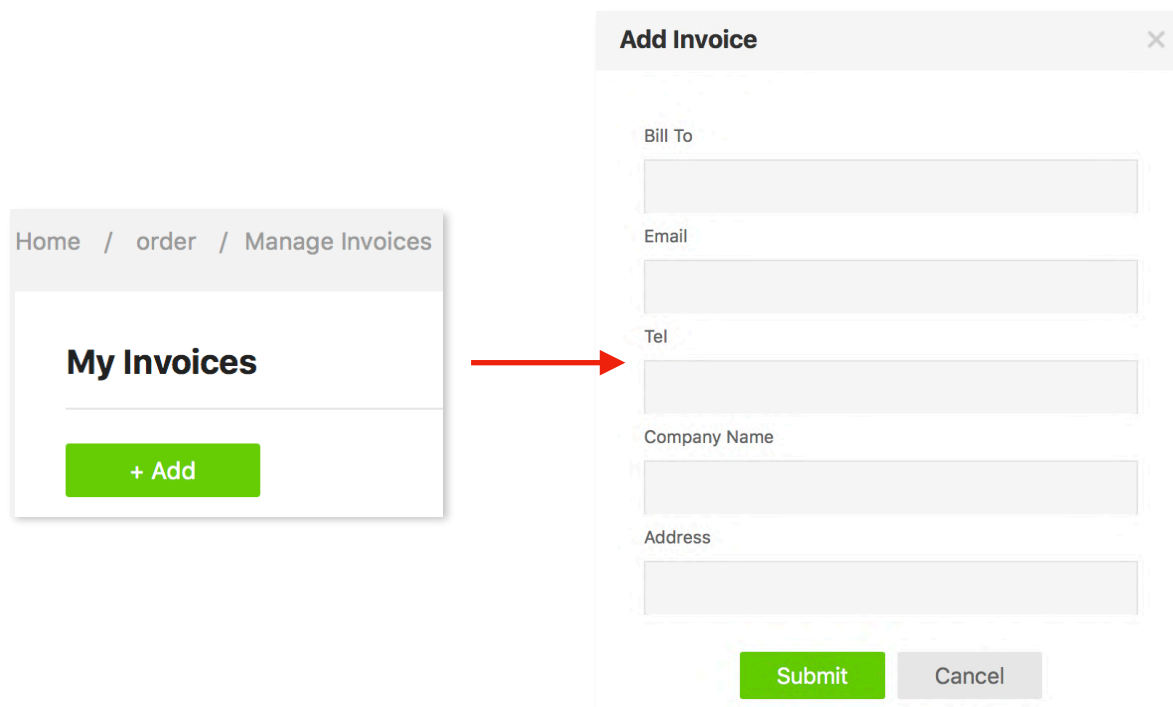 Home / order / Manage Invoices
My Invoices
+ Add
Add Invoice
Bill To
Email
Tel
Company Name
Address
Submit Cancel